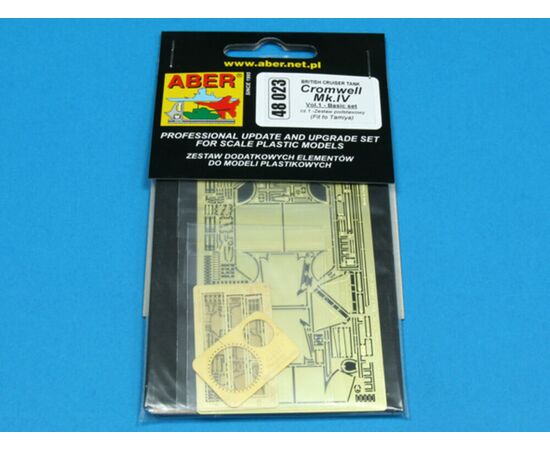 www.aber.net.pl
ABER®
SINCE 1995
48 023
BRITISH CRUISER TANK
Cromwell
Mk.IV
Vol.1 - Basic set
cz.1 -Zestaw podstawowy
(Fit to Tamiya)
PROFESSIONAL UPDATE AND UPGRADE SET
FOR SCALE PLASTIC MODELS
ZESTAW DODATKOWYCH ELEMENTÓW
DO MODELI PLASTIKOWYCH